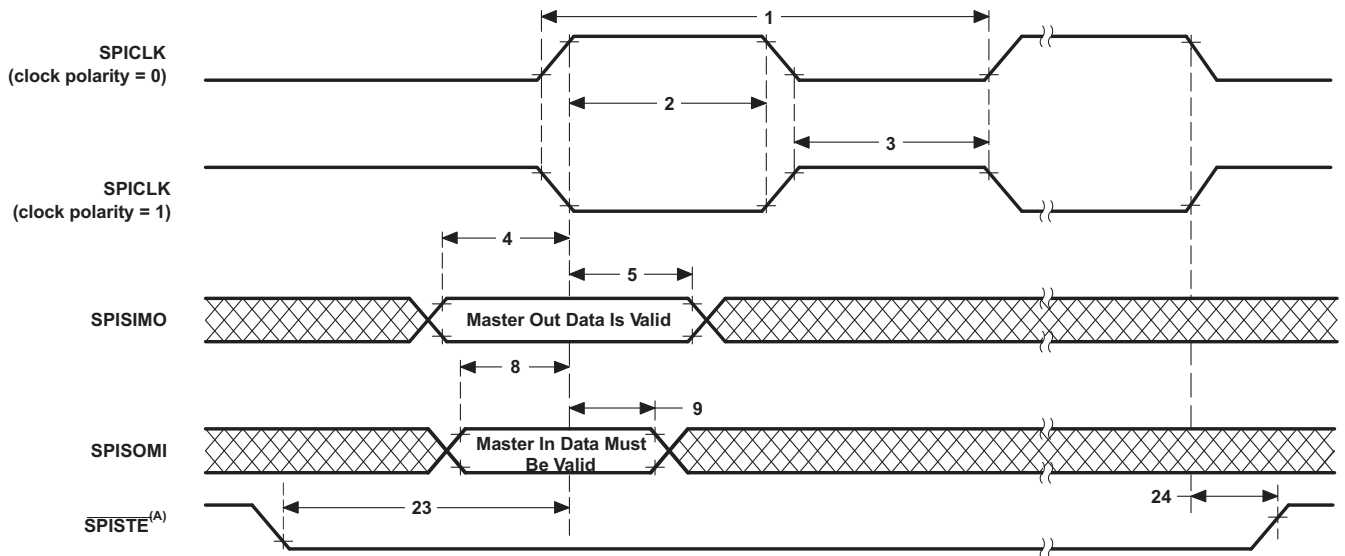 1
SPICLK
(clock polarity = 0)
2
3
SPICLK
(clock polarity = 1)
4
5
SPISIMO
Master Out Data Is Valid
8
9
SPISOMI
Master In Data Must
Be Valid
23
24
SPISTE(A)